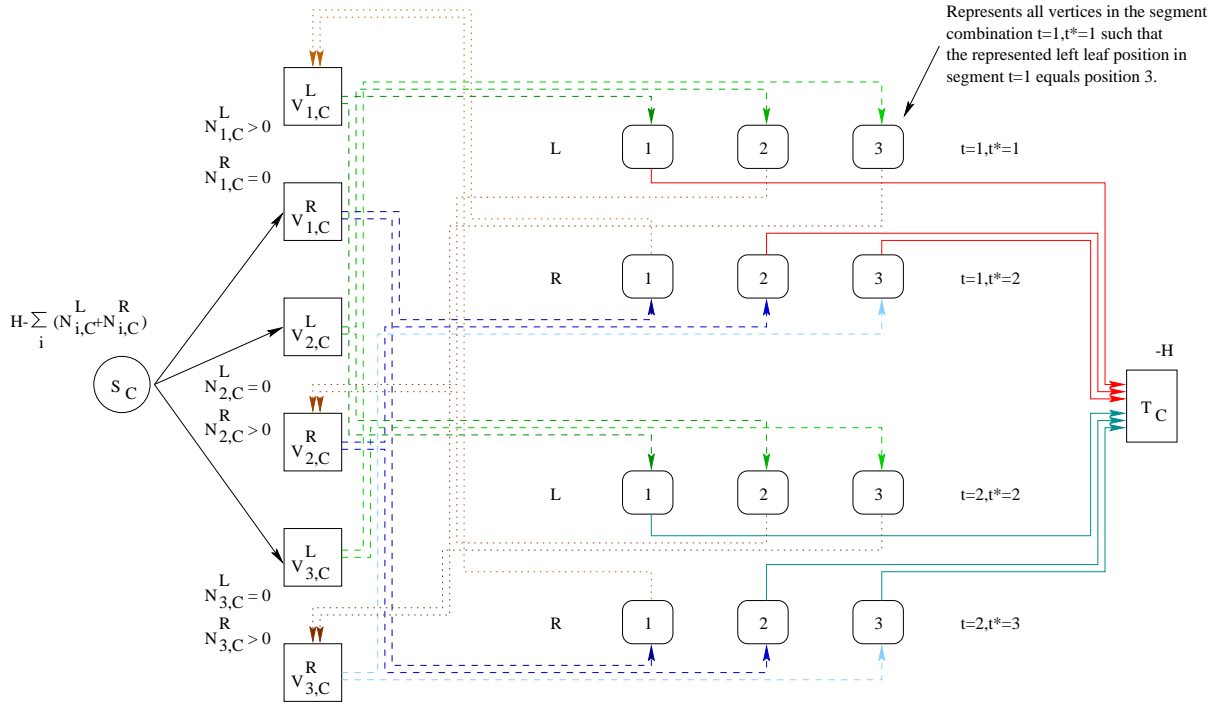 Represents all vertices in the segment
combination t=1,t*=1 such that
the represented left leaf position in
segment t=1 equals position 3.
V^L_{1,C}
N^L_{1,C}>0
L 1 2 3 t=1,t*=1
N^R_{1,C}=0
V^R_{1,C}
R 1 2 3 t=1,t*=2
H-∑_i (N^L_{i,C}+N^R_{i,C})
V^L_{2,C}
-H
S_C
N^L_{2,C}=0
T_C
N^R_{2,C}>0
V^R_{2,C}
L 1 2 3 t=2,t*=2
V^L_{3,C}
N^L_{3,C}=0
R 1 2 3 t=2,t*=3
N^R_{3,C}>0
V^R_{3,C}